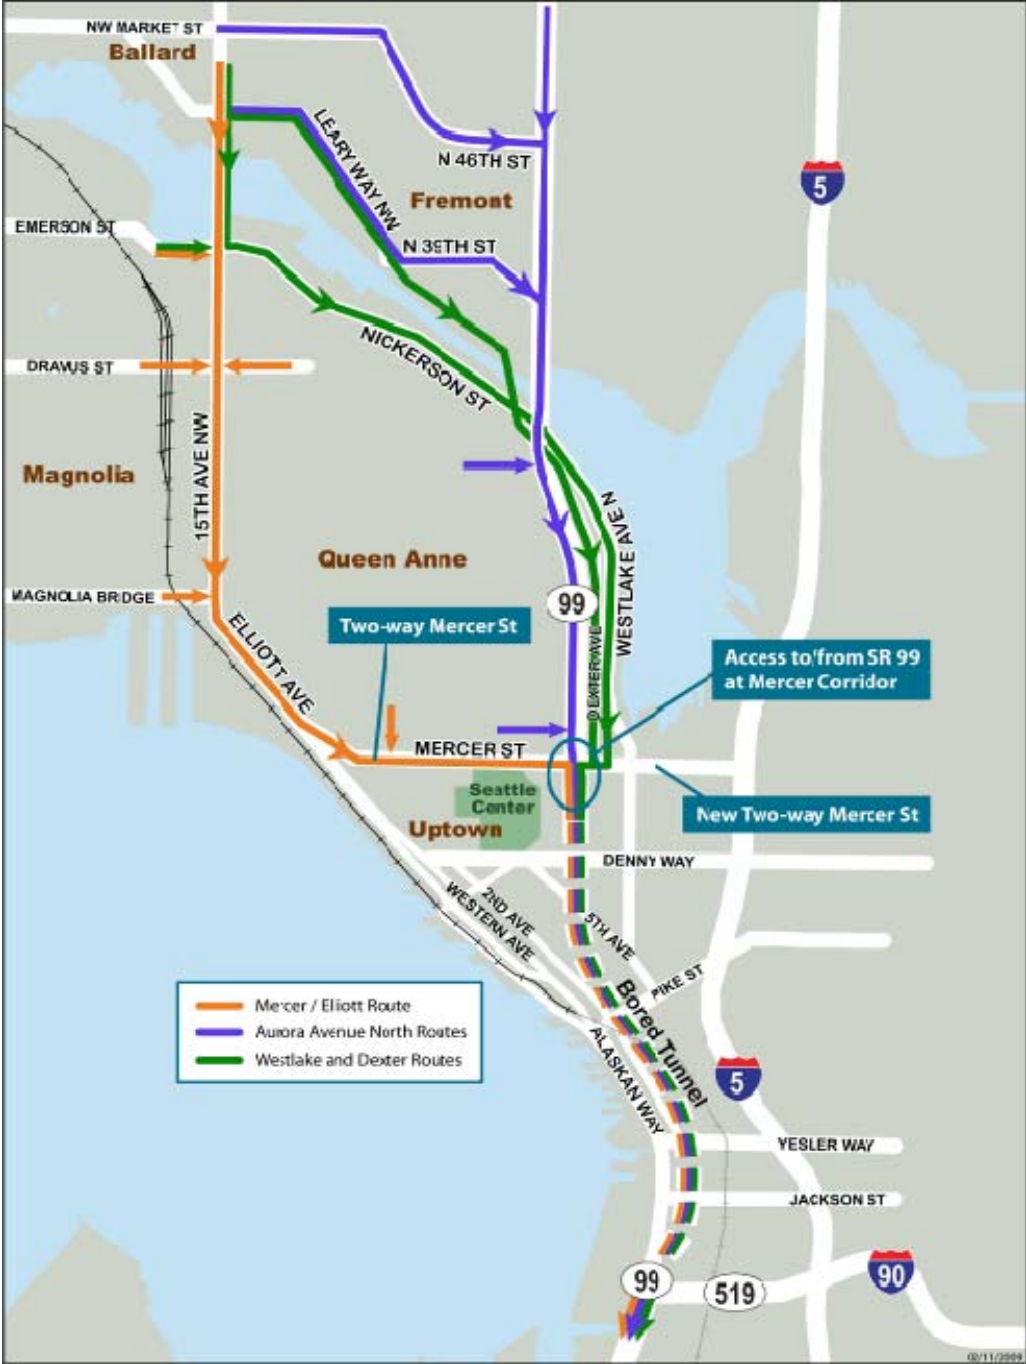 NW MARKET ST
Ballard
LEARY WAY NW
N 46TH ST
5
Fremont
EMERSON ST
N 39TH ST
NICKERSON ST
DRAVUS ST
15TH AVE NW
Magnolia
WESTLAKE AVE N
Queen Anne
MAGNOLIA BRIDGE
99
Two-way Mercer St
ELLIOTT AVE
DEXTER AVE
Access to/from SR 99
at Mercer Corridor
MERCER ST
Seattle
Center
New Two-way Mercer St
Uptown
DENNY WAY
2ND AVE
WESTERN AVE
5TH AVE
PIKE ST
Bored Tunnel
Mercer / Elliott Route
Aurora Avenue North Routes
Westlake and Dexter Routes
ALASKAN WAY
5
YESLER WAY
JACKSON ST
99
519
90
02/11/2009